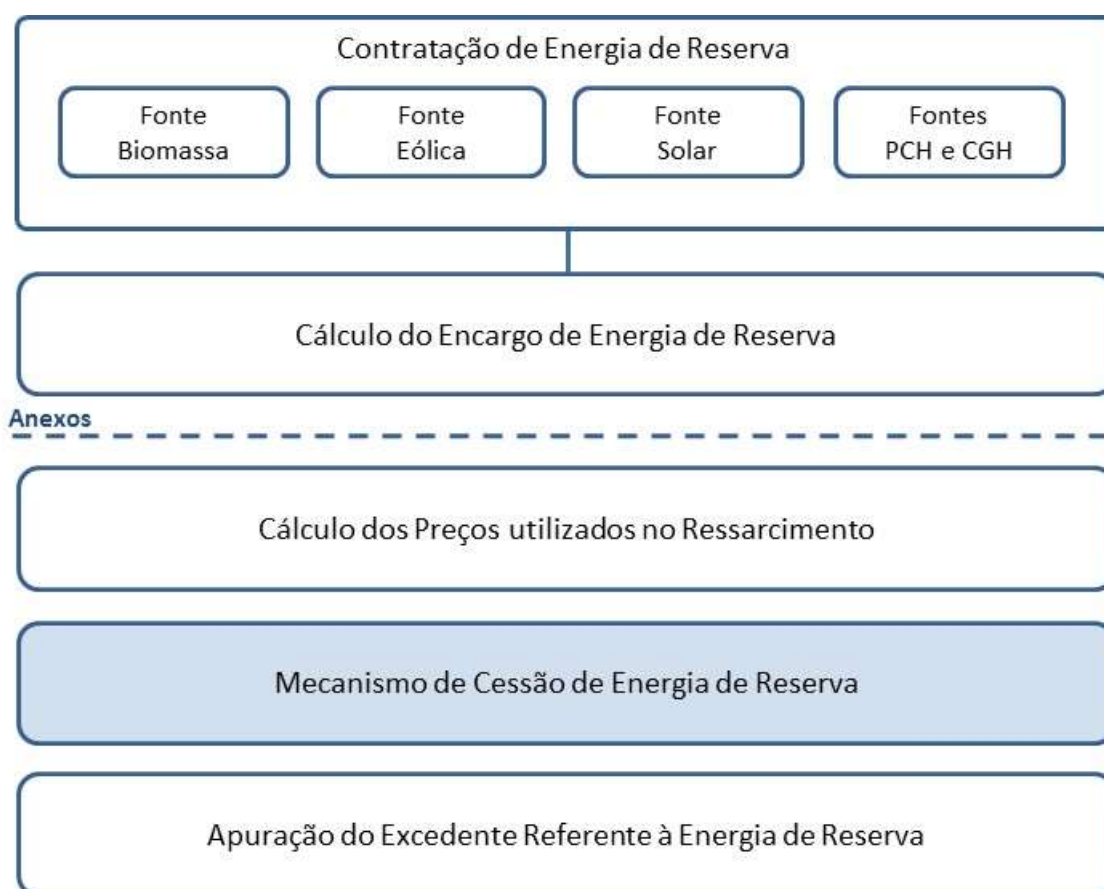 Contratação de Energia de Reserva
Fonte
Biomassa
Fonte
Eólica
Fonte
Solar
Fontes
PCH e CGH
Cálculo do Encargo de Energia de Reserva
Anexos
Cálculo dos Preços utilizados no Ressarcimento
Mecanismo de Cessão de Energia de Reserva
Apuração do Excedente Referente à Energia de Reserva